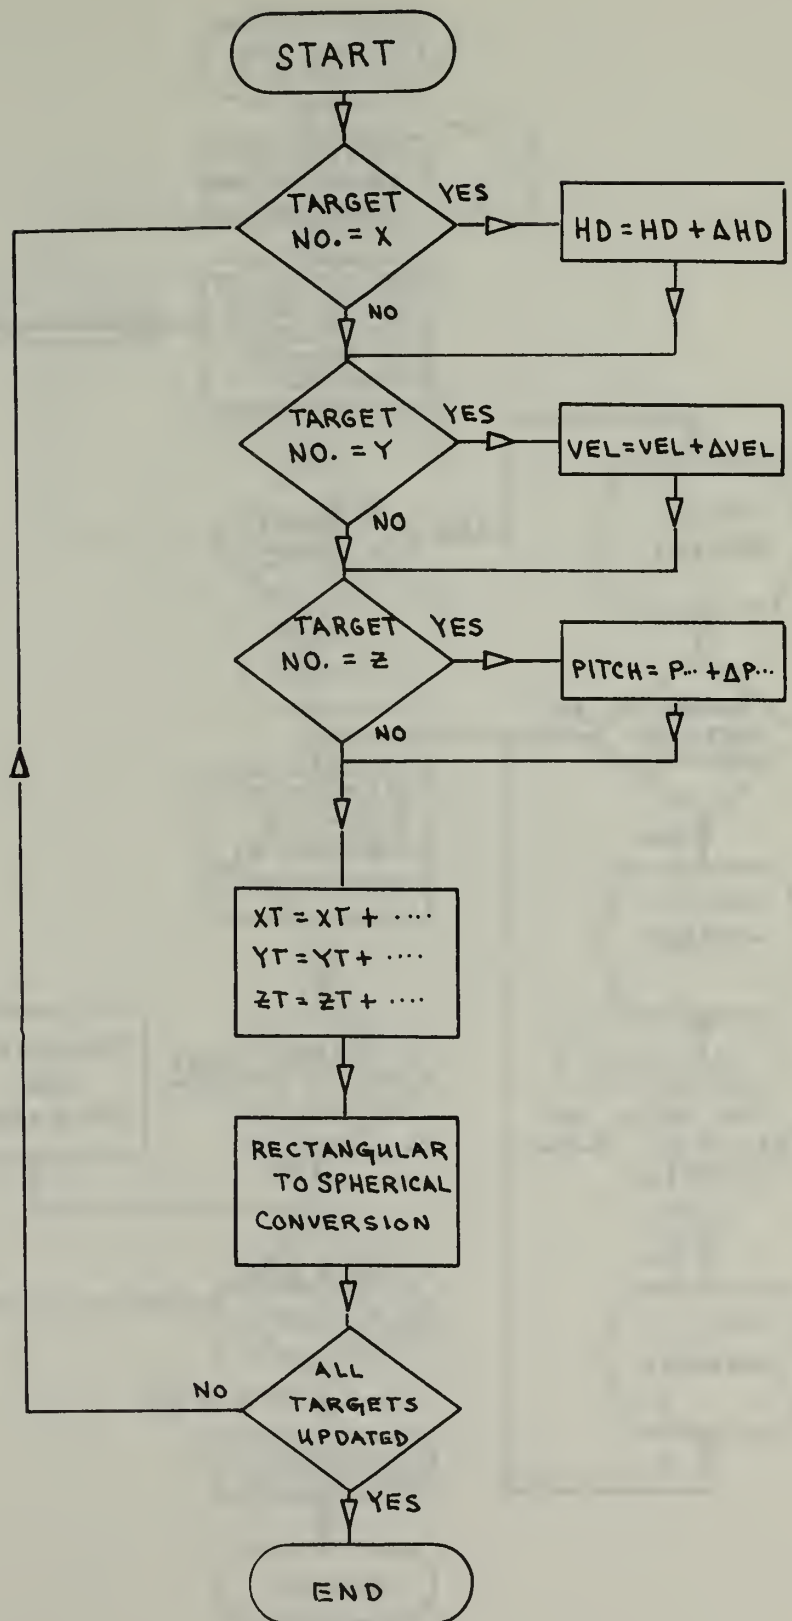 START
TARGET
NO. = X
YES
HD = HD + ΔHD
NO
TARGET
NO. = Y
YES
VEL = VEL + ΔVEL
NO
TARGET
NO. = Z
YES
PITCH = P... + ΔP...
NO
XT = XT + ....
YT = YT + ....
ZT = ZT + ....
RECTANGULAR
TO SPHERICAL
CONVERSION
ALL
TARGETS
UPDATED
NO
YES
END